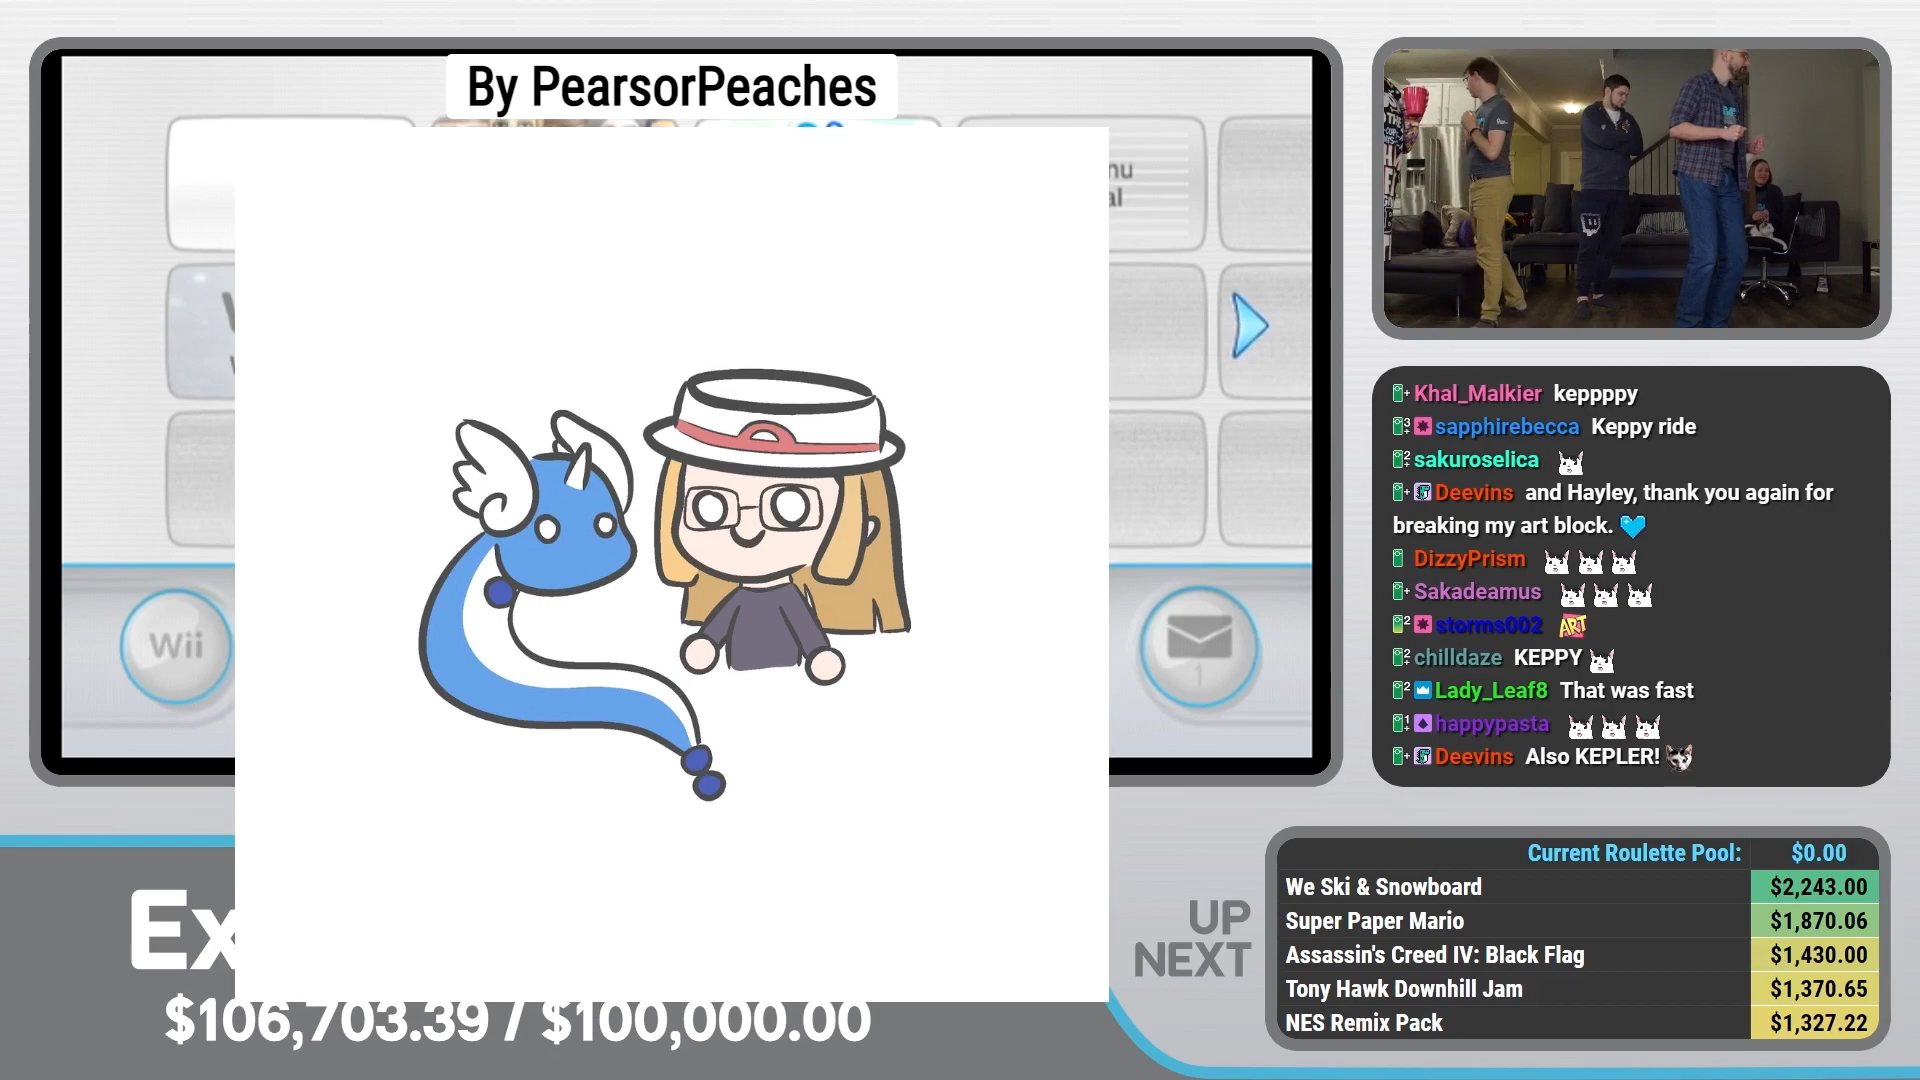 By PearsorPeaches
nu
al
Wii
1
Khal_Malkier keppppy
sapphirebecca Keppy ride
sakuroselica
Deevins and Hayley, thank you again for
breaking my art block.
DizzyPrism
Sakadeamus
storms002 ART
chilldaze KEPPY
Lady_Leaf8 That was fast
happypasta
Deevins Also KEPLER!
Ex
$106,703.39 / $100,000.00
UP
NEXT
Current Roulette Pool: $0.00
We Ski & Snowboard $2,243.00
Super Paper Mario $1,870.06
Assassin's Creed IV: Black Flag $1,430.00
Tony Hawk Downhill Jam $1,370.65
NES Remix Pack $1,327.22